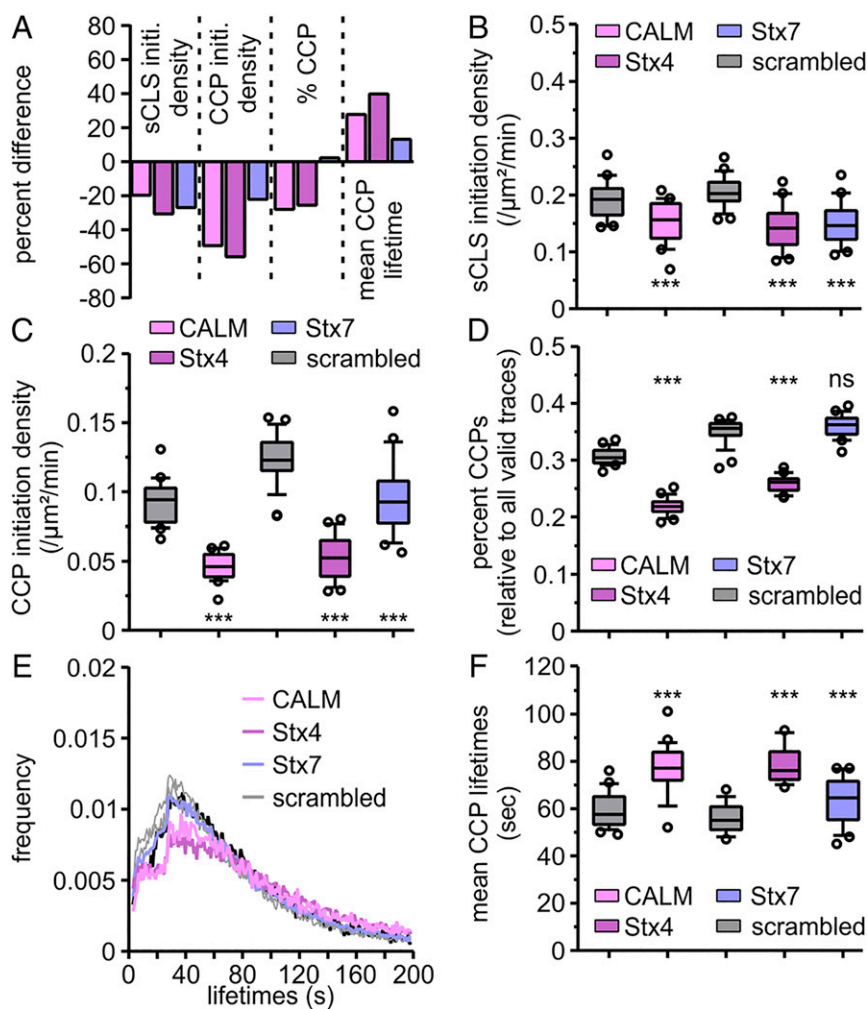 A
80
60
40
20
0
-20
-40
-60
-80
percent difference
sCLS initi.
density
CCP initi.
density
% CCP
mean CCP
lifetime
B
CALM
Stx7
Stx4
scrambled
0.5
0.4
0.3
0.2
0.1
0
sCLS initiation density
(/µm²/min)
*** *** ***
C
CALM
Stx7
Stx4
scrambled
0.2
0.15
0.1
0.05
0
CCP initiation density
(/µm²/min)
*** *** ***
D
0.5
0.4
0.3
0.2
0.1
0
percent CCPs
(relative to all valid traces)
*** *** ns
CALM
Stx7
Stx4
scrambled
E
0.02
0.015
0.01
0.005
0
frequency
CALM
Stx4
Stx7
scrambled
0 40 80 120 160 200
lifetimes (s)
F
120
100
80
60
40
20
0
mean CCP lifetimes
(sec)
*** *** ***
CALM
Stx7
Stx4
scrambled